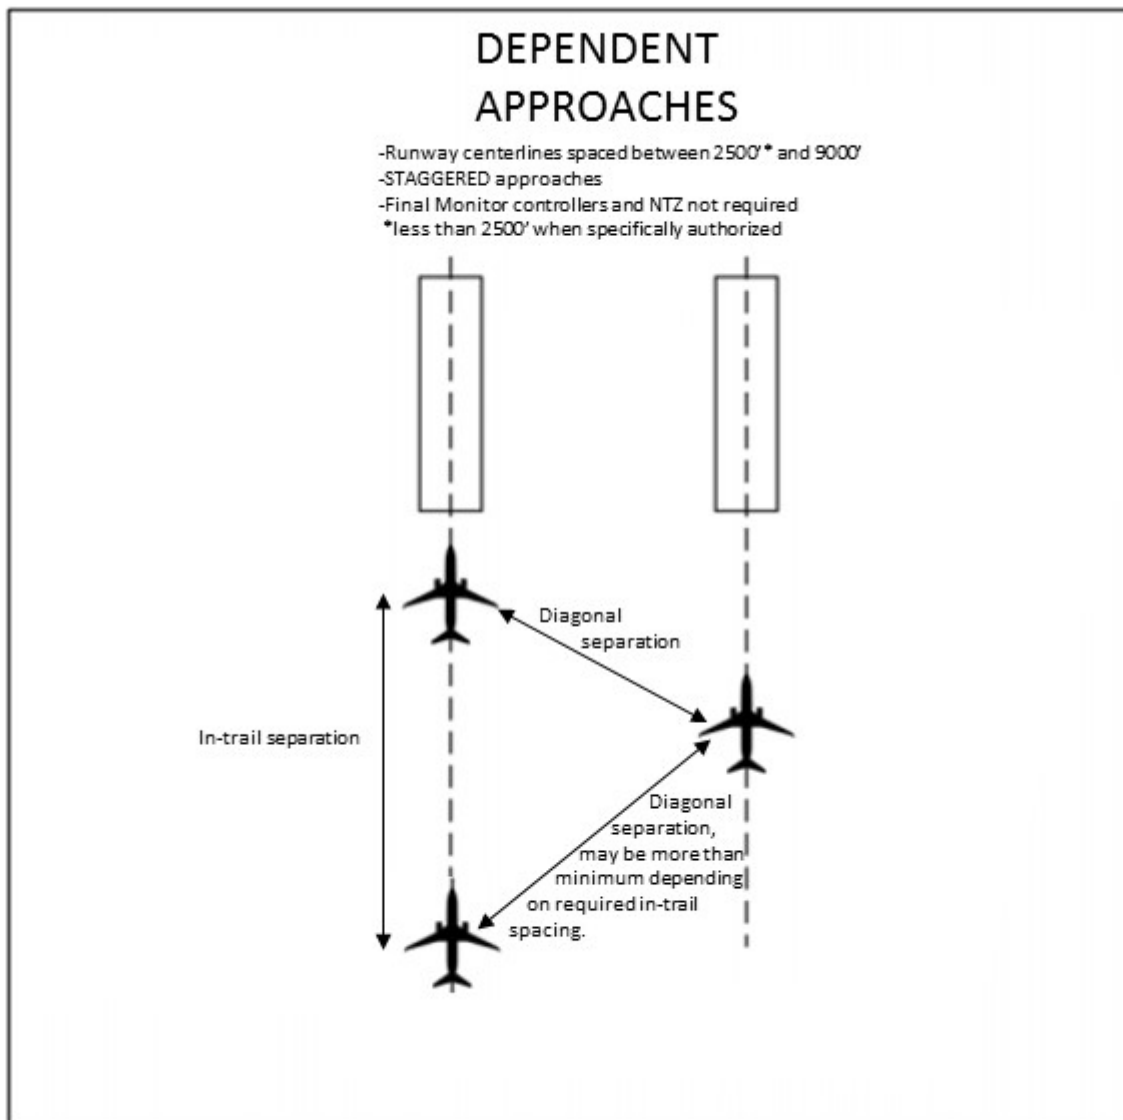 DEPENDENT
APPROACHES
-Runway centerlines spaced between 2500'* and 9000'
-STAGGERED approaches
-Final Monitor controllers and NTZ not required
*less than 2500' when specifically authorized
Diagonal
separation
In-trail separation
Diagonal
separation,
may be more than
minimum depending
on required in-trail
spacing.